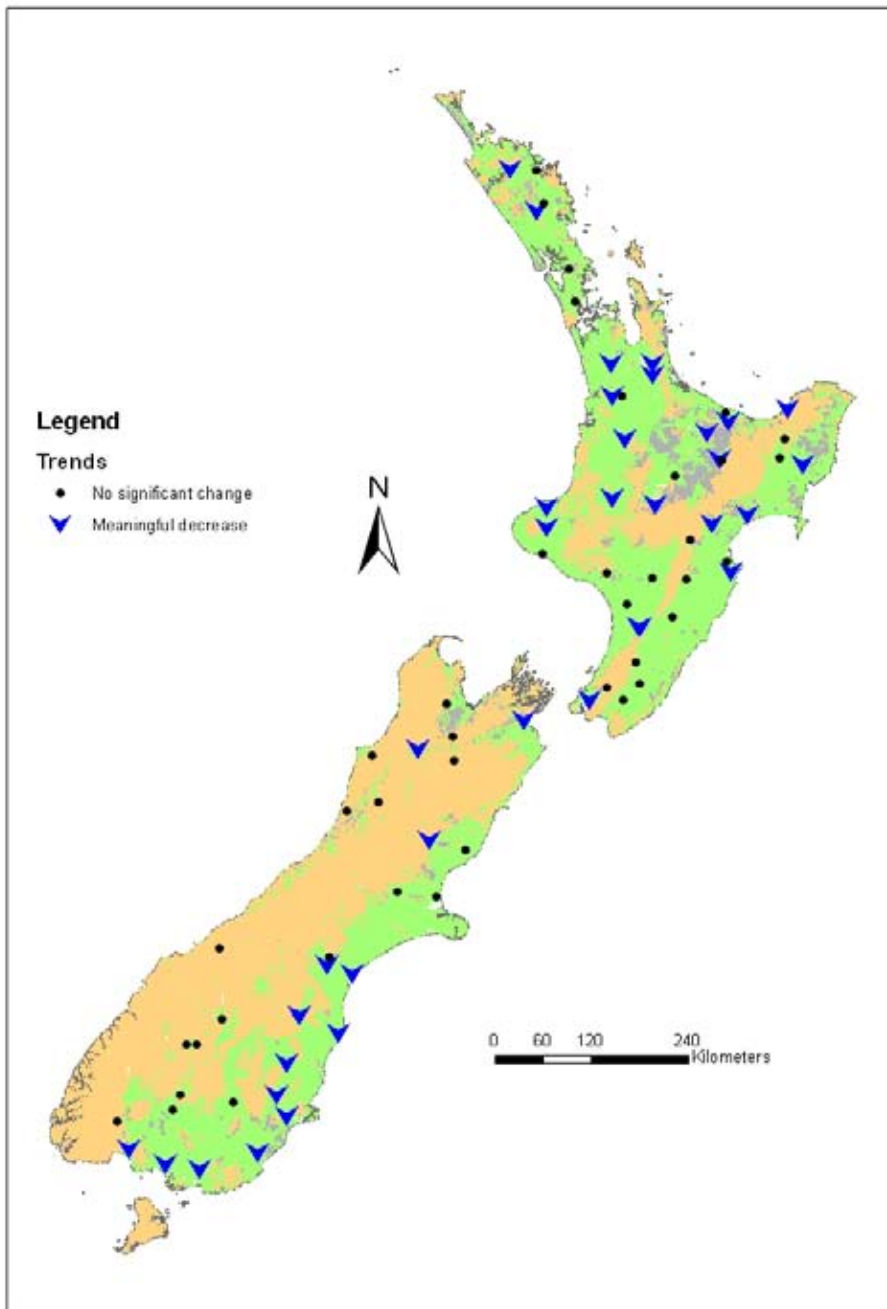 Legend
Trends
No significant change
Meaningful decrease
N
0 60 120 240
Kilometers